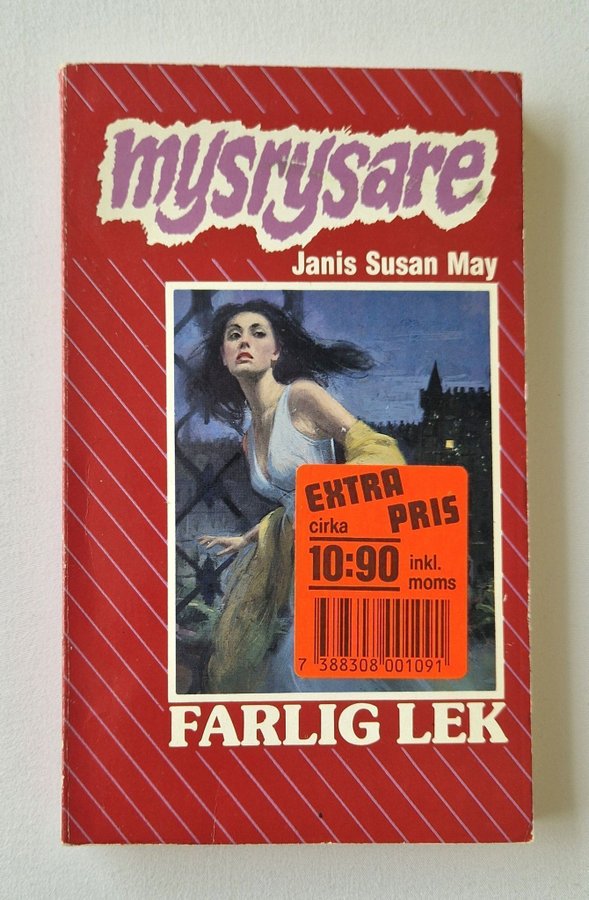 mysrysare
Janis Susan May
EXTRA
PRIS
cirka
10:90 inkl.
moms
7 388308 001091
FARLIG LEK